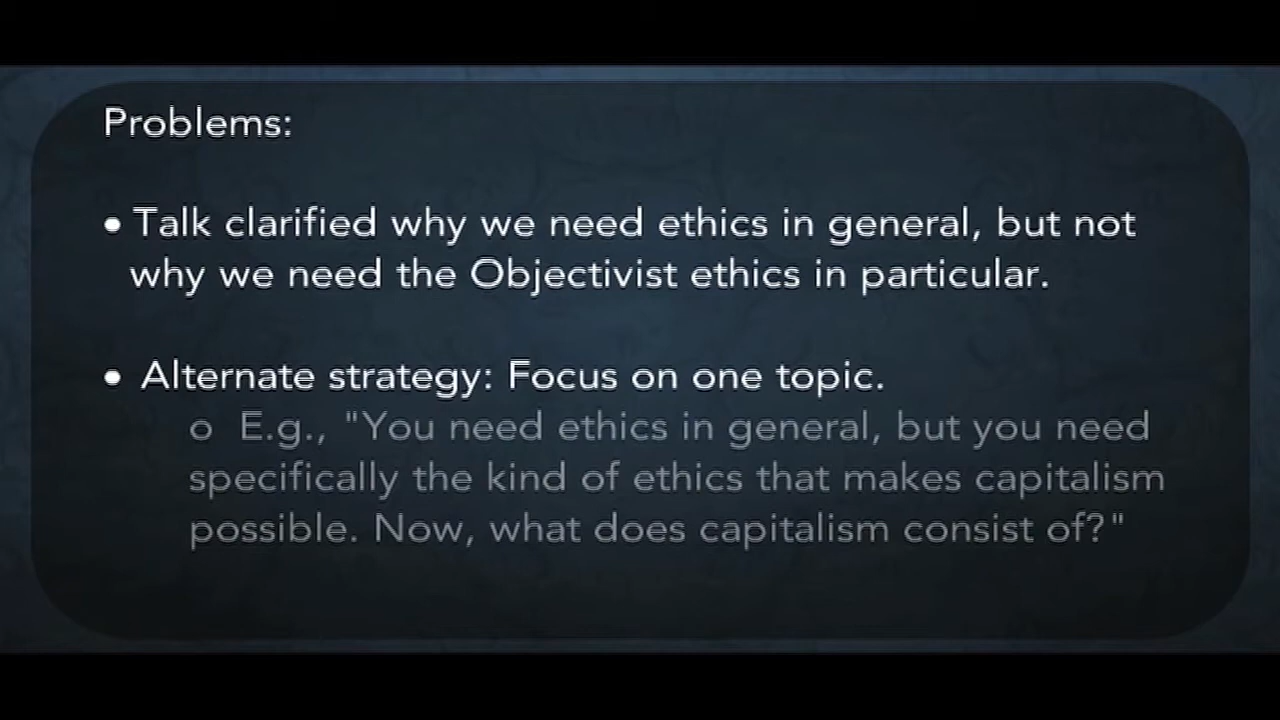 Problems:
• Talk clarified why we need ethics in general, but not
why we need the Objectivist ethics in particular.
• Alternate strategy: Focus on one topic.
o E.g., "You need ethics in general, but you need
specifically the kind of ethics that makes capitalism
possible. Now, what does capitalism consist of?"